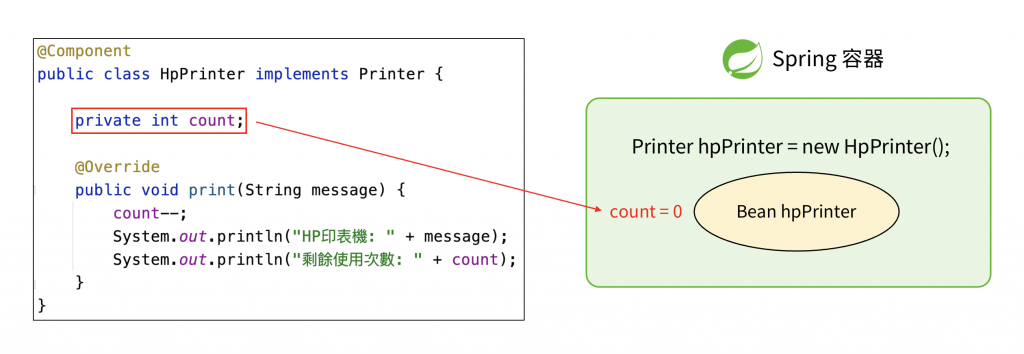 @Component
public class HpPrinter implements Printer {
private int count;
@Override
public void print(String message) {
count--;
System.out.println("HP印表機: " + message);
System.out.println("剩餘使用次數: " + count);
}
}
Spring 容器
Printer hpPrinter = new HpPrinter();
count = 0
Bean hpPrinter